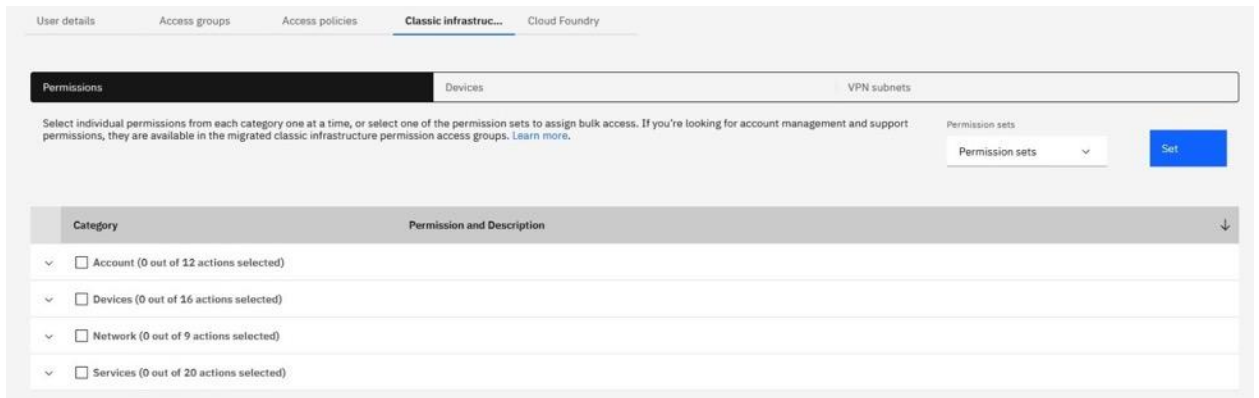 User details Access groups Access policies Classic infrastruc... Cloud Foundry
Permissions Devices VPN subnets
Select individual permissions from each category one at a time, or select one of the permission sets to assign bulk access. If you're looking for account management and support
permissions, they are available in the migrated classic infrastructure permission access groups. Learn more.
Permission sets
Permission sets
Set
Category Permission and Description
Account (0 out of 12 actions selected)
Devices (0 out of 16 actions selected)
Network (0 out of 9 actions selected)
Services (0 out of 20 actions selected)